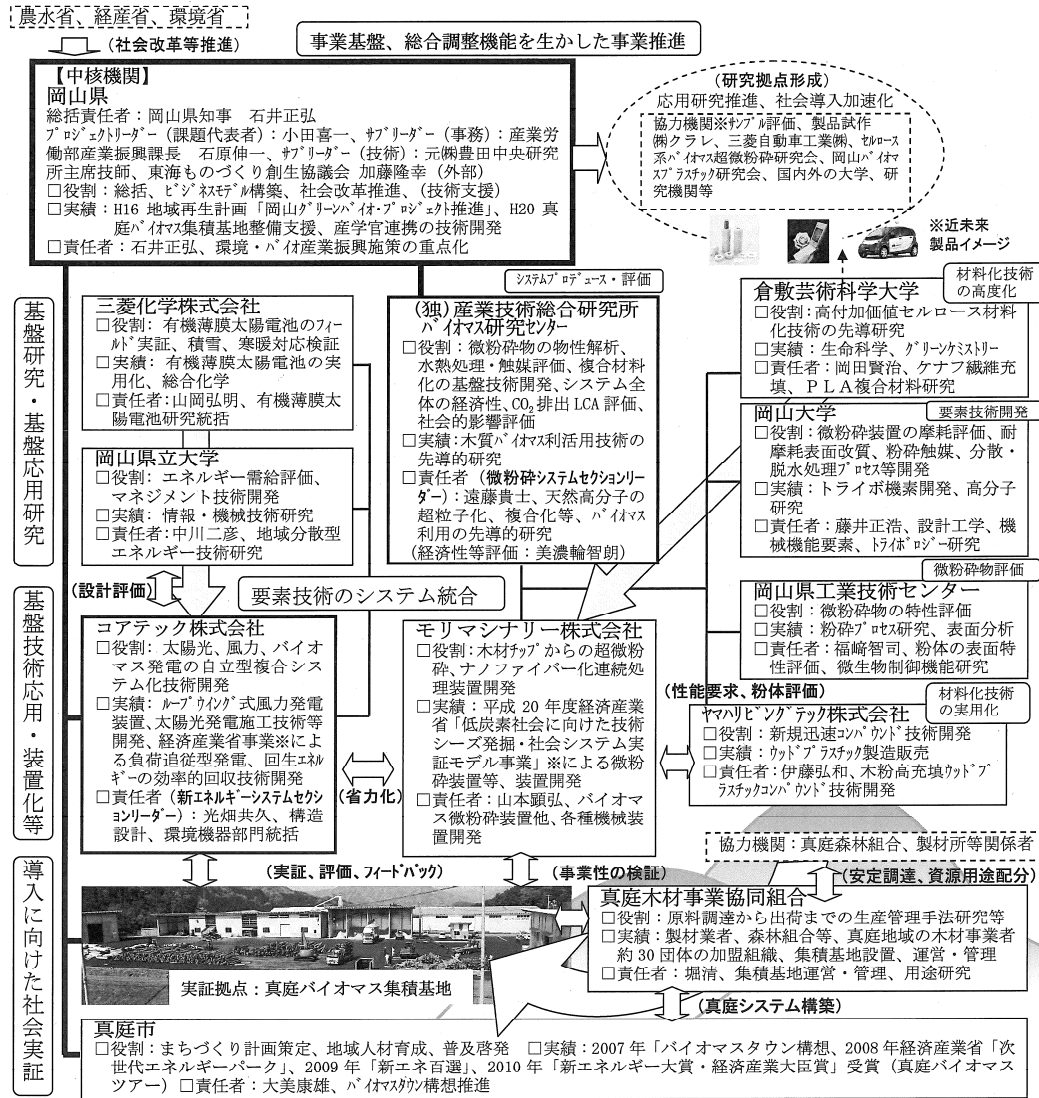 農水省、経産省、環境省
(社会改革等推進)
事業基盤、総合調整機能を生かした事業推進
【中核機関】
岡山県
総括責任者：岡山県知事　石井正弘
ﾌﾟﾛｼﾞｪｸﾄﾘｰﾀﾞｰ（課題代表者）：小田喜一、ｻﾌﾞﾘｰﾀﾞｰ（事務）：産業労
働部産業振興課長　石原伸一、ｻﾌﾞﾘｰﾀﾞｰ（技術）：元㈱豊田中央研究
所主席技師、東海ものづくり創生協議会 加藤隆幸（外部）
□役割：総括、ﾋﾞｼﾞﾈｽﾓﾃﾞﾙ構築、社会改革推進、（技術支援）
□実績：H16 地域再生計画「岡山ｸﾞﾘｰﾝﾊﾞｲｵ・ﾌﾟﾛｼﾞｪｸﾄ推進」、H20 真
庭ﾊﾞｲｵﾏｽ集積基地整備支援、産学官連携の技術開発
□責任者：石井正弘、環境・ﾊﾞｲｵ産業振興施策の重点化
(研究拠点形成)
応用研究推進、社会導入加速化
協力機関※ｻﾝﾌﾟﾙ評価、製品試作
㈱クラレ、三菱自動車工業㈱、ｾﾙﾛｰｽ
系ﾊﾞｲｵﾏｽ超微粉砕研究会、岡山ﾊﾞｲｵﾏ
ｽﾌﾟﾗｽﾁｯｸ研究会、国内外の大学、研
究機関等
※近未来
製品イメージ
基盤研究・基盤応用研究
三菱化学株式会社
□役割：有機薄膜太陽電池のﾌｨｰ
ﾙﾄﾞ実証、積雪、寒暖対応検証
□実績：有機薄膜太陽電池の実
用化、総合化学
□責任者：山岡弘明、有機薄膜太
陽電池研究統括
岡山県立大学
□役割：エネルギー需給評価、
マネジメント技術開発
□実績：情報・機械技術研究
□責任者：中川二彦、地域分散型
エネルギー技術研究
ｼｽﾃﾑﾌﾟﾛﾃﾞｭｰｽ・評価
(独）産業技術総合研究所
ﾊﾞｲｵﾏｽ研究センター
□役割：微粉砕物の物性解析、
水熱処理・触媒評価、複合材料
化の基盤技術開発、システム全
体の経済性、CO₂排出LCA評価、
社会的影響評価
□実績：木質ﾊﾞｲｵﾏｽ利活用技術の
先導的研究
□責任者（微粉砕システムセクションリー
ダー）：遠藤貴士、天然高分子の
超粒子化、複合化等、ﾊﾞｲｵﾏｽ
利用の先導的研究
(経済性等評価：美濃輪智朗)
材料化技術
の高度化
倉敷芸術科学大学
□役割：高付加価値セルロース材料
化技術の先導研究
□実績：生命科学、ｸﾞﾘｰﾝｹﾐｽﾄﾘｰ
□責任者：岡田賢治、ケナフ繊維充
填、ＰＬＡ複合材料研究
要素技術開発
岡山大学
□役割：微粉砕装置の摩耗評価、耐
摩耗表面改質、粉砕触媒、分散・
脱水処理ﾌﾟﾛｾｽ等開発
□実績：トライボ機素開発、高分子
研究
□責任者：藤井正浩、設計工学、機
械機能要素、ﾄﾗｲﾎﾞﾛｼﾞｰ研究
微粉砕物評価
岡山県工業技術センター
□役割：微粉砕物の特性評価
□実績：粉砕ﾌﾟﾛｾｽ研究、表面分析
□責任者：福﨑智司、粉体の表面特
性評価、微生物制御機能研究
(設計評価)
要素技術のシステム統合
基盤技術応用・装置化等
コアテック株式会社
□役割：太陽光、風力、バイオ
マス発電の自立型複合シス
テム化技術開発
□実績：ﾙｰﾌﾟｳｲﾝｸﾞ式風力発電
装置、太陽光発電施工技術等
開発、経済産業省事業※によ
る負荷追従型発電、回生ｴﾈﾙ
ｷﾞｰの効率的回収技術開発
□責任者（新ｴﾈﾙｷﾞｰシステムセクシ
ョンリーダー）：光畑共久、構造
設計、環境機器部門統括
(省力化)
モリマシナリー株式会社
□役割：木材ﾁｯﾌﾟからの超微粉
砕、ナノファイバー化連続処
理装置開発
□実績：平成 20 年度経済産業
省「低炭素社会に向けた技術
シーズ発掘・社会システム実
証モデル事業」※による微粉
砕装置等、装置開発
□責任者：山本顕弘、バイオマ
ス微粉砕装置他、各種機械装
置開発
(性能要求、粉体評価)
材料化技術
の実用化
ﾔﾏﾊﾘﾋﾞﾝｸﾞﾃｯｸ株式会社
□役割：新規迅速ｺﾝﾊﾟｳﾝﾄﾞ技術開発
□実績：ｳｯﾄﾞﾌﾟﾗｽﾁｯｸ製造販売
□責任者：伊藤弘和、木粉高充填ｳｯﾄﾞﾌﾟ
ﾗｽﾁｯｸｺﾝﾊﾟｳﾝﾄﾞ技術開発
協力機関：真庭森林組合、製材所等関係者
(実証、評価、ﾌｨｰﾄﾞﾊﾞｯｸ)
(事業性の検証)
(安定調達、資源用途配分)
導入に向けた社会実証
真庭木材事業協同組合
□役割：原料調達から出荷までの生産管理手法研究等
□実績：製材業者、森林組合等、真庭地域の木材事業者
約30団体の加盟組織、集積基地設置、運営・管理
□責任者：堀清、集積基地運営・管理、用途研究
実証拠点：真庭バイオマス集積基地
(真庭システム構築)
真庭市
□役割：まちづくり計画策定、地域人材育成、普及啓発　□実績：2007 年「バイオマスタウン構想、2008 年経済産業省「次
世代エネルギーパーク」、2009 年「新エネ百選」、2010 年「新エネルギー大賞・経済産業大臣賞」受賞（真庭バイオマス
ツアー）□責任者：大美康雄、ﾊﾞｲｵﾏｽﾀｳﾝ構想推進